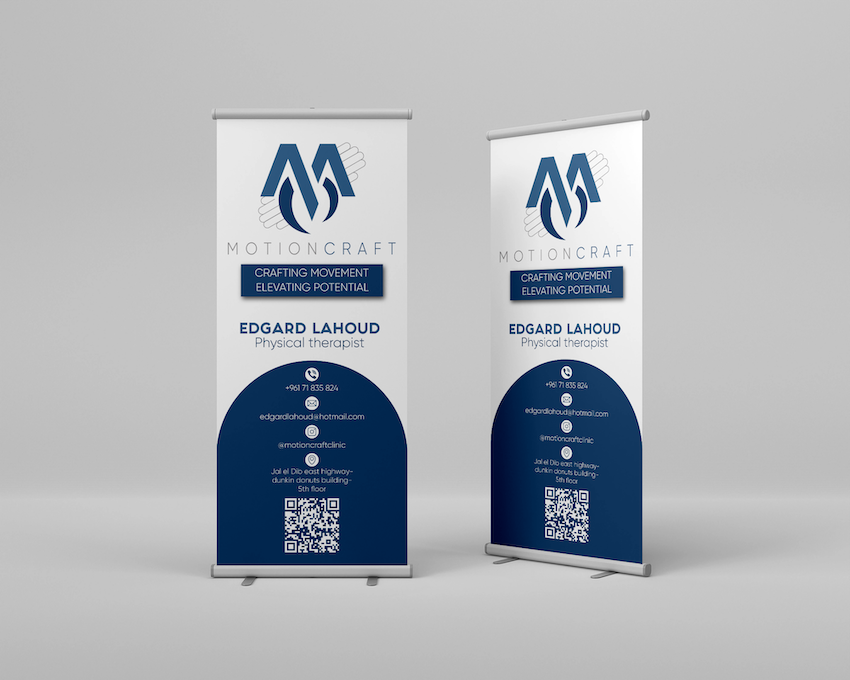 MOTIONCRAFT
CRAFTING MOVEMENT
ELEVATING POTENTIAL
EDGARD LAHOUD
Physical therapist
+961 71 835 824
edgardlahoud@hotmail.com
@motioncraftclinic
Jal el Dib east highway-
dunkin donuts building-
5th floor
MOTIONCRAFT
CRAFTING MOVEMENT
ELEVATING POTENTIAL
EDGARD LAHOUD
Physical therapist
+961 71 835 824
edgardlahoud@hotmail.com
@motioncraftclinic
Jal el Dib east highway-
dunkin donuts building-
5th floor